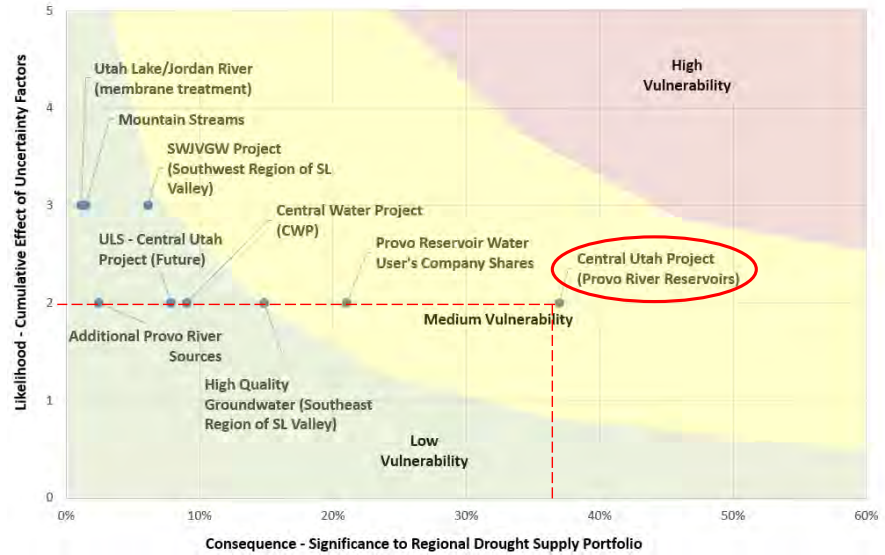 5
4
3
2
1
0
Likelihood - Cumulative Effect of Uncertainty Factors
Utah Lake/Jordan River
(membrane treatment)
Mountain Streams
SWJVGW Project
(Southwest Region of SL
Valley)
Central Water Project
(CWP)
ULS - Central Utah
Project (Future)
Provo Reservoir Water
User's Company Shares
Central Utah Project
(Provo River Reservoirs)
High
Vulnerability
Medium Vulnerability
Additional Provo River
Sources
High Quality
Groundwater (Southeast
Region of SL Valley)
Low
Vulnerability
0%
10%
20%
30%
40%
50%
60%
Consequence - Significance to Regional Drought Supply Portfolio